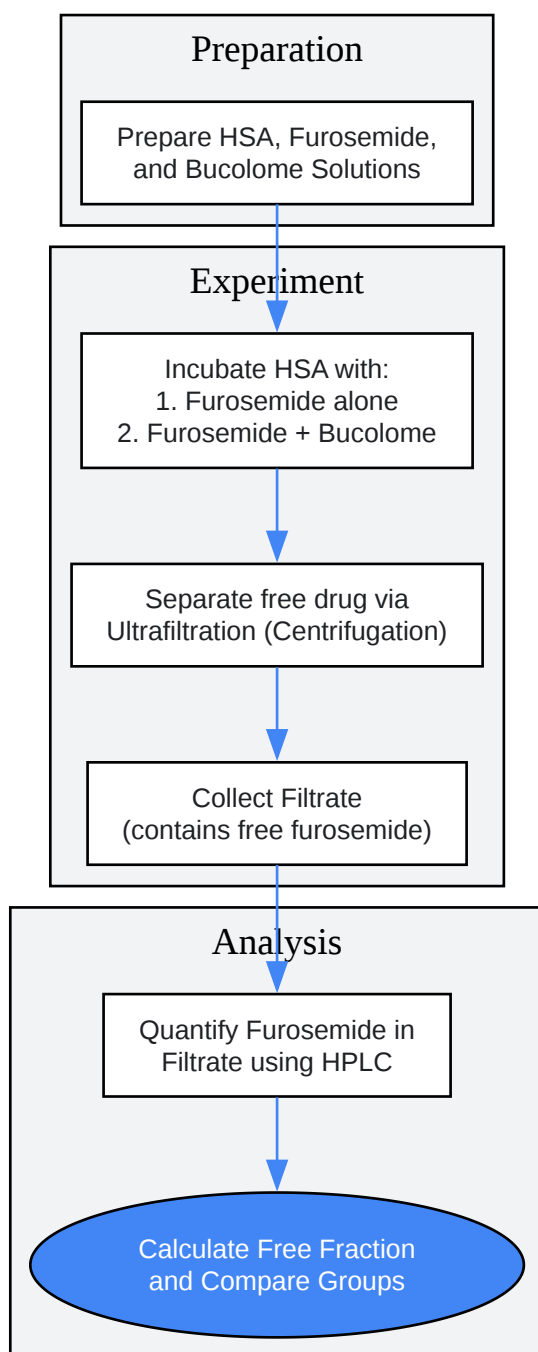 Preparation
Prepare HSA, Furosemide,
and Bucolome Solutions
Experiment
Incubate HSA with:
1. Furosemide alone
2. Furosemide + Bucolome
Separate free drug via
Ultrafiltration (Centrifugation)
Collect Filtrate
(contains free furosemide)
Analysis
Quantify Furosemide in
Filtrate using HPLC
Calculate Free Fraction
and Compare Groups